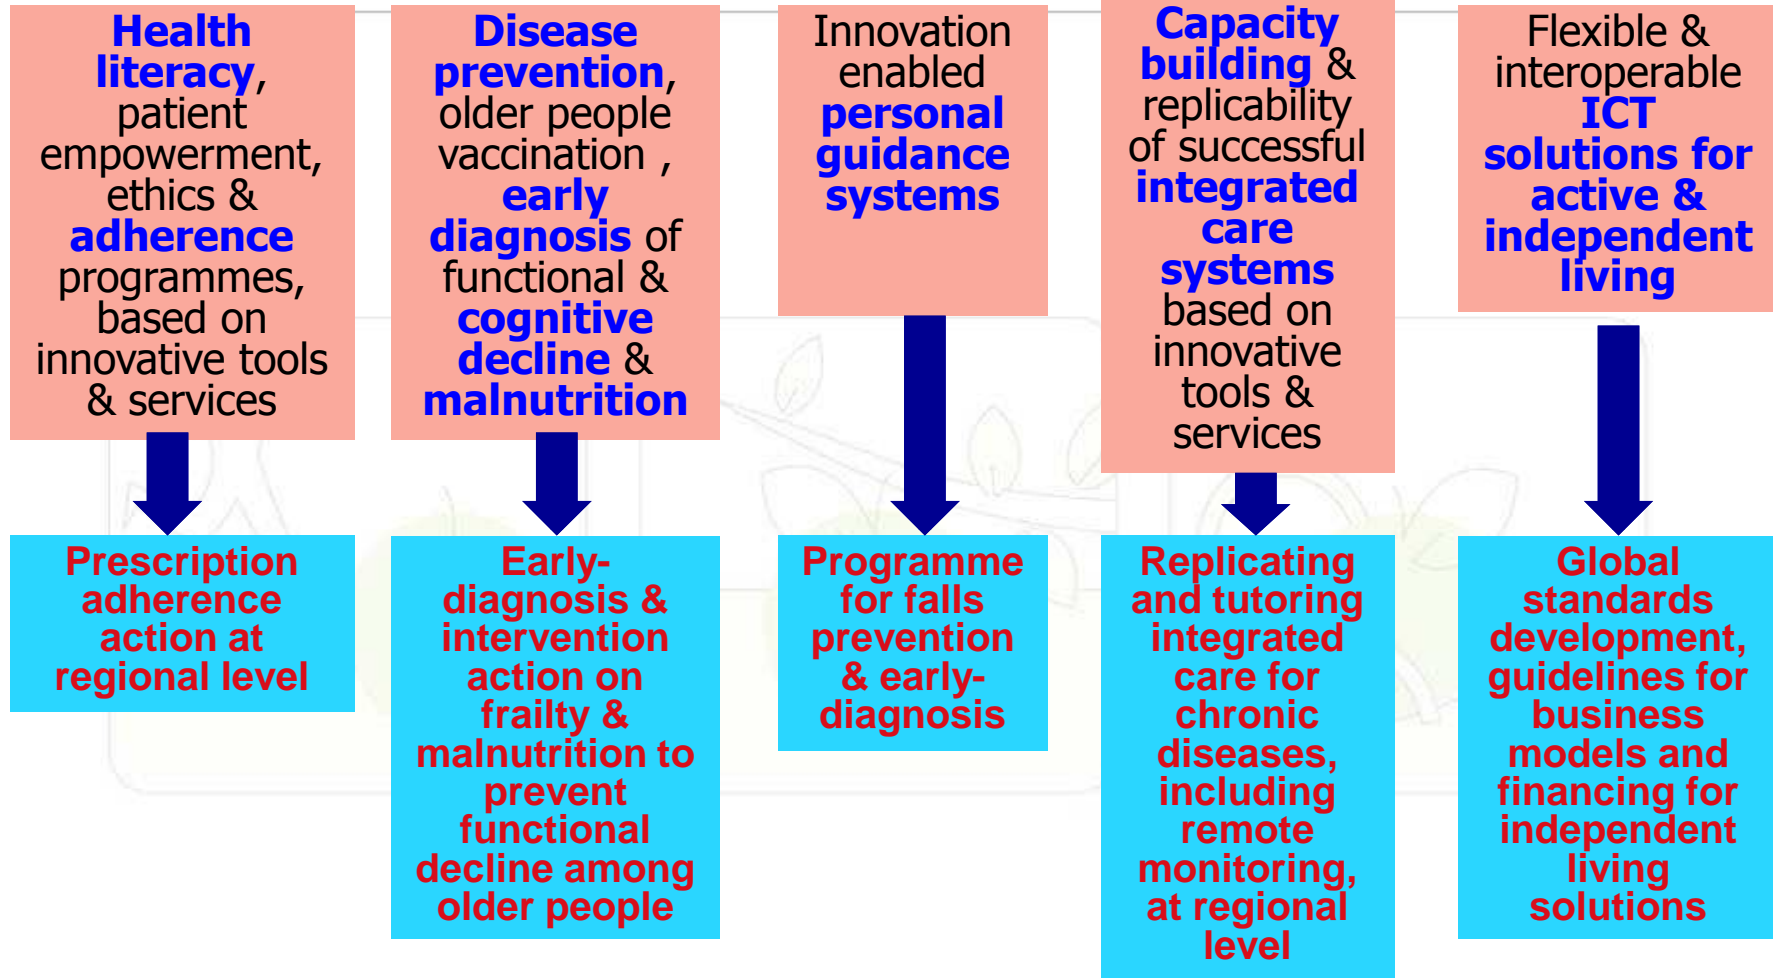 Health
literacy,
patient
empowerment,
ethics &
adherence
programmes,
based on
innovative tools
& services
Disease
prevention,
older people
vaccination ,
early
diagnosis of
functional &
cognitive
decline &
malnutrition
Innovation
enabled
personal
guidance
systems
Capacity
building &
replicability
of successful
integrated
care
systems
based on
innovative
tools &
services
Flexible &
interoperable
ICT
solutions for
active &
independent
living
Prescription
adherence
action at
regional level
Early-
diagnosis &
intervention
action on
frailty &
malnutrition to
prevent
functional
decline among
older people
Programme
for falls
prevention
& early-
diagnosis
Replicating
and tutoring
integrated
care for
chronic
diseases,
including
remote
monitoring,
at regional
level
Global
standards
development,
guidelines for
business
models and
financing for
independent
living
solutions